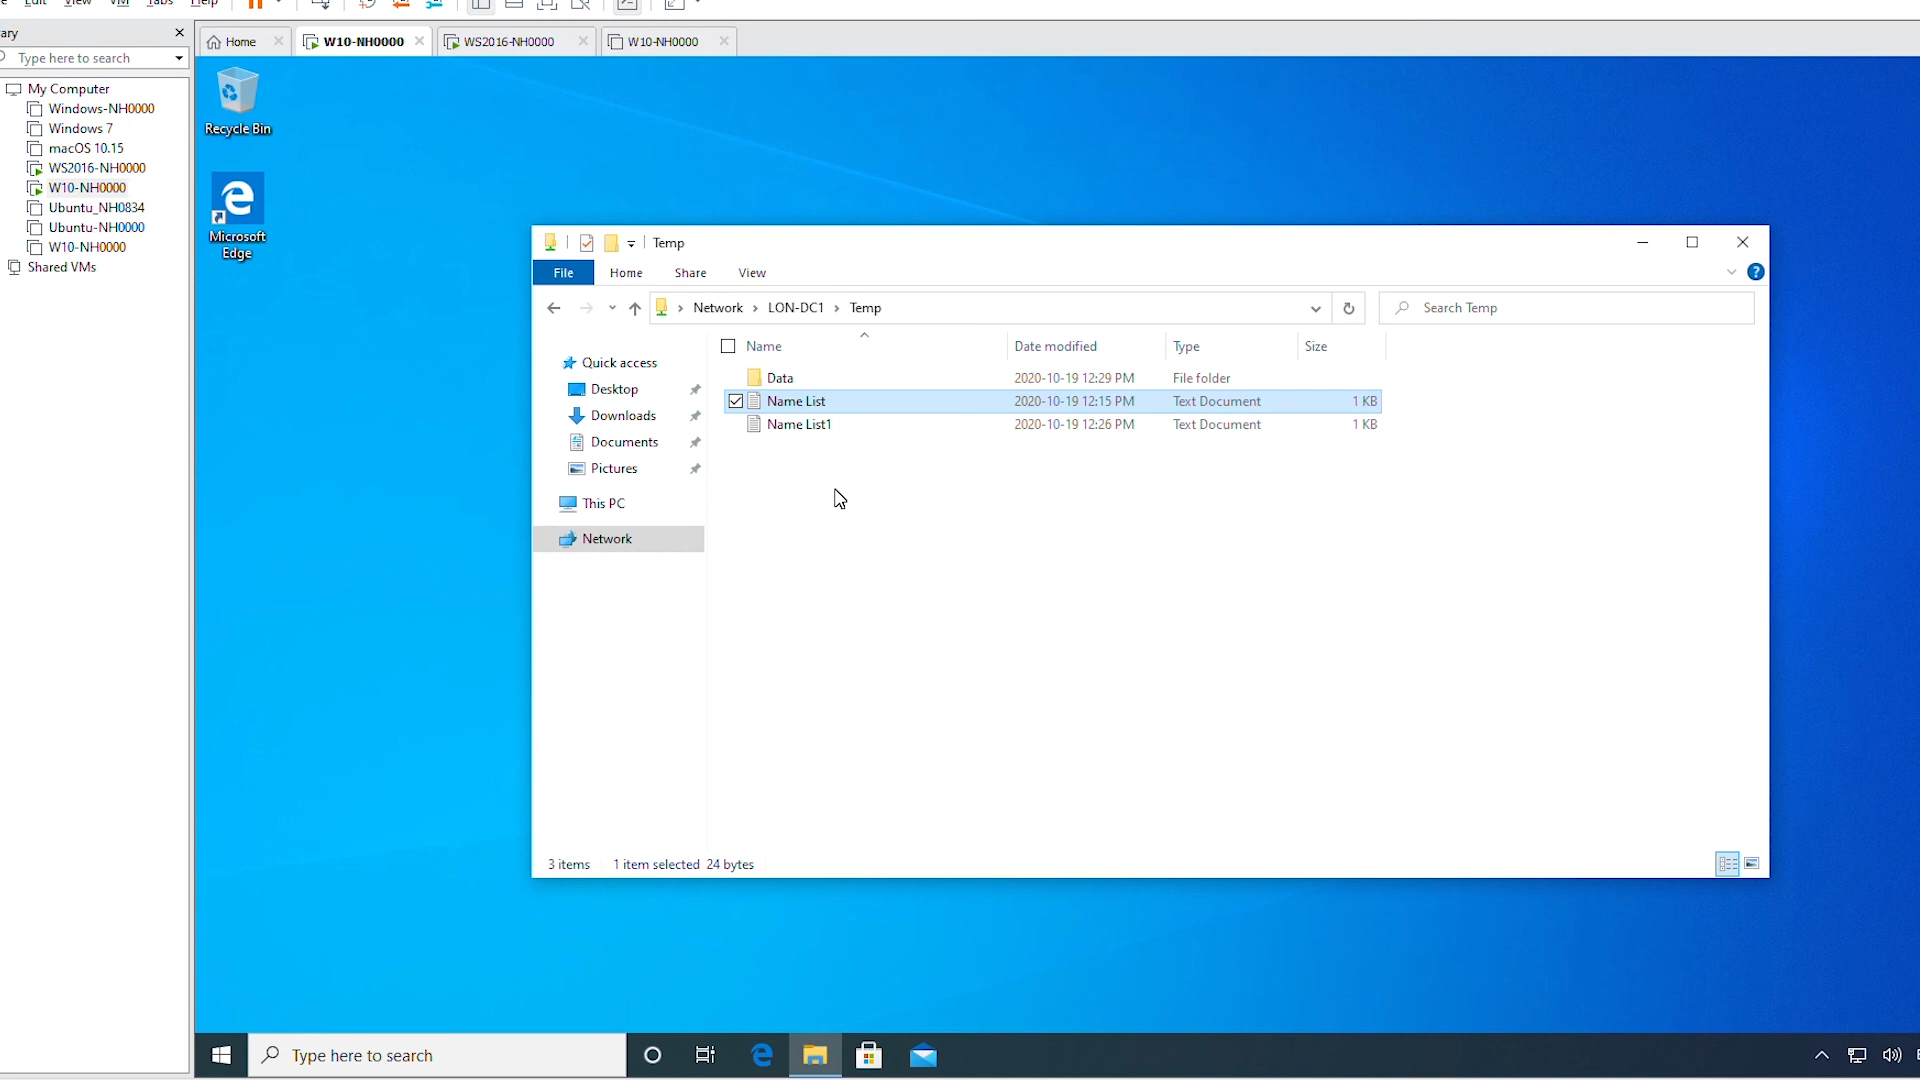 Edit View VM Tabs Help
ary
Type here to search
My Computer
Windows-NH0000
Windows 7
macOS 10.15
WS2016-NH0000
W10-NH0000
Ubuntu_NH0834
Ubuntu-NH0000
W10-NH0000
Shared VMs
Home
W10-NH0000
WS2016-NH0000
W10-NH0000
Recycle Bin
Microsoft
Edge
Temp
File Home Share View
Network LON-DC1 Temp
Search Temp
Quick access
Desktop
Downloads
Documents
Pictures
This PC
Network
Name Date modified Type Size
Data 2020-10-19 12:29 PM File folder
Name List 2020-10-19 12:15 PM Text Document 1 KB
Name List1 2020-10-19 12:26 PM Text Document 1 KB
3 items 1 item selected 24 bytes
Type here to search